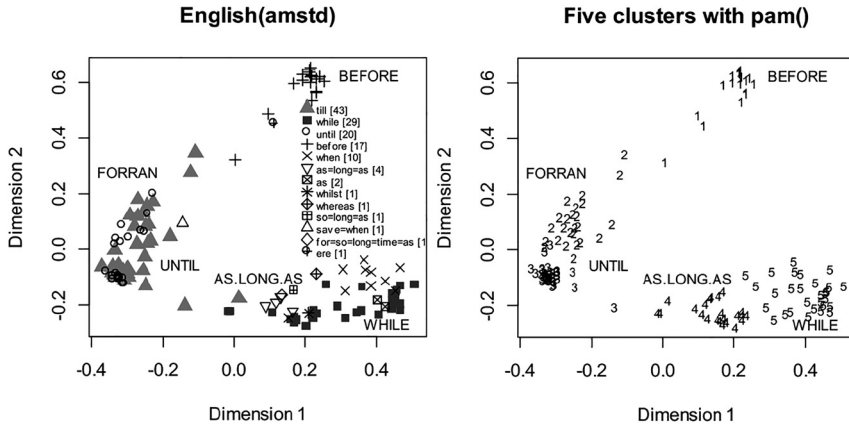 English(amstd)
Five clusters with pam()
Dimension 2
0.6
0.4
0.2
0.0
-0.2
BEFORE
till [43]
while [29]
until [20]
before [17]
when [10]
as=long=as [4]
as [2]
whilst [1]
whereas [1]
so=long=as [1]
save=when [1]
for=so=long=time=as [1
ere [1]
FORRAN
UNTIL
WHILE
-0.4 -0.2 0.0 0.2 0.4
Dimension 1
Dimension 2
0.6
0.4
0.2
0.0
-0.2
BEFORE
FORRAN
UNTIL
AS.LONG.AS
WHILE
-0.4 -0.2 0.0 0.2 0.4
Dimension 1